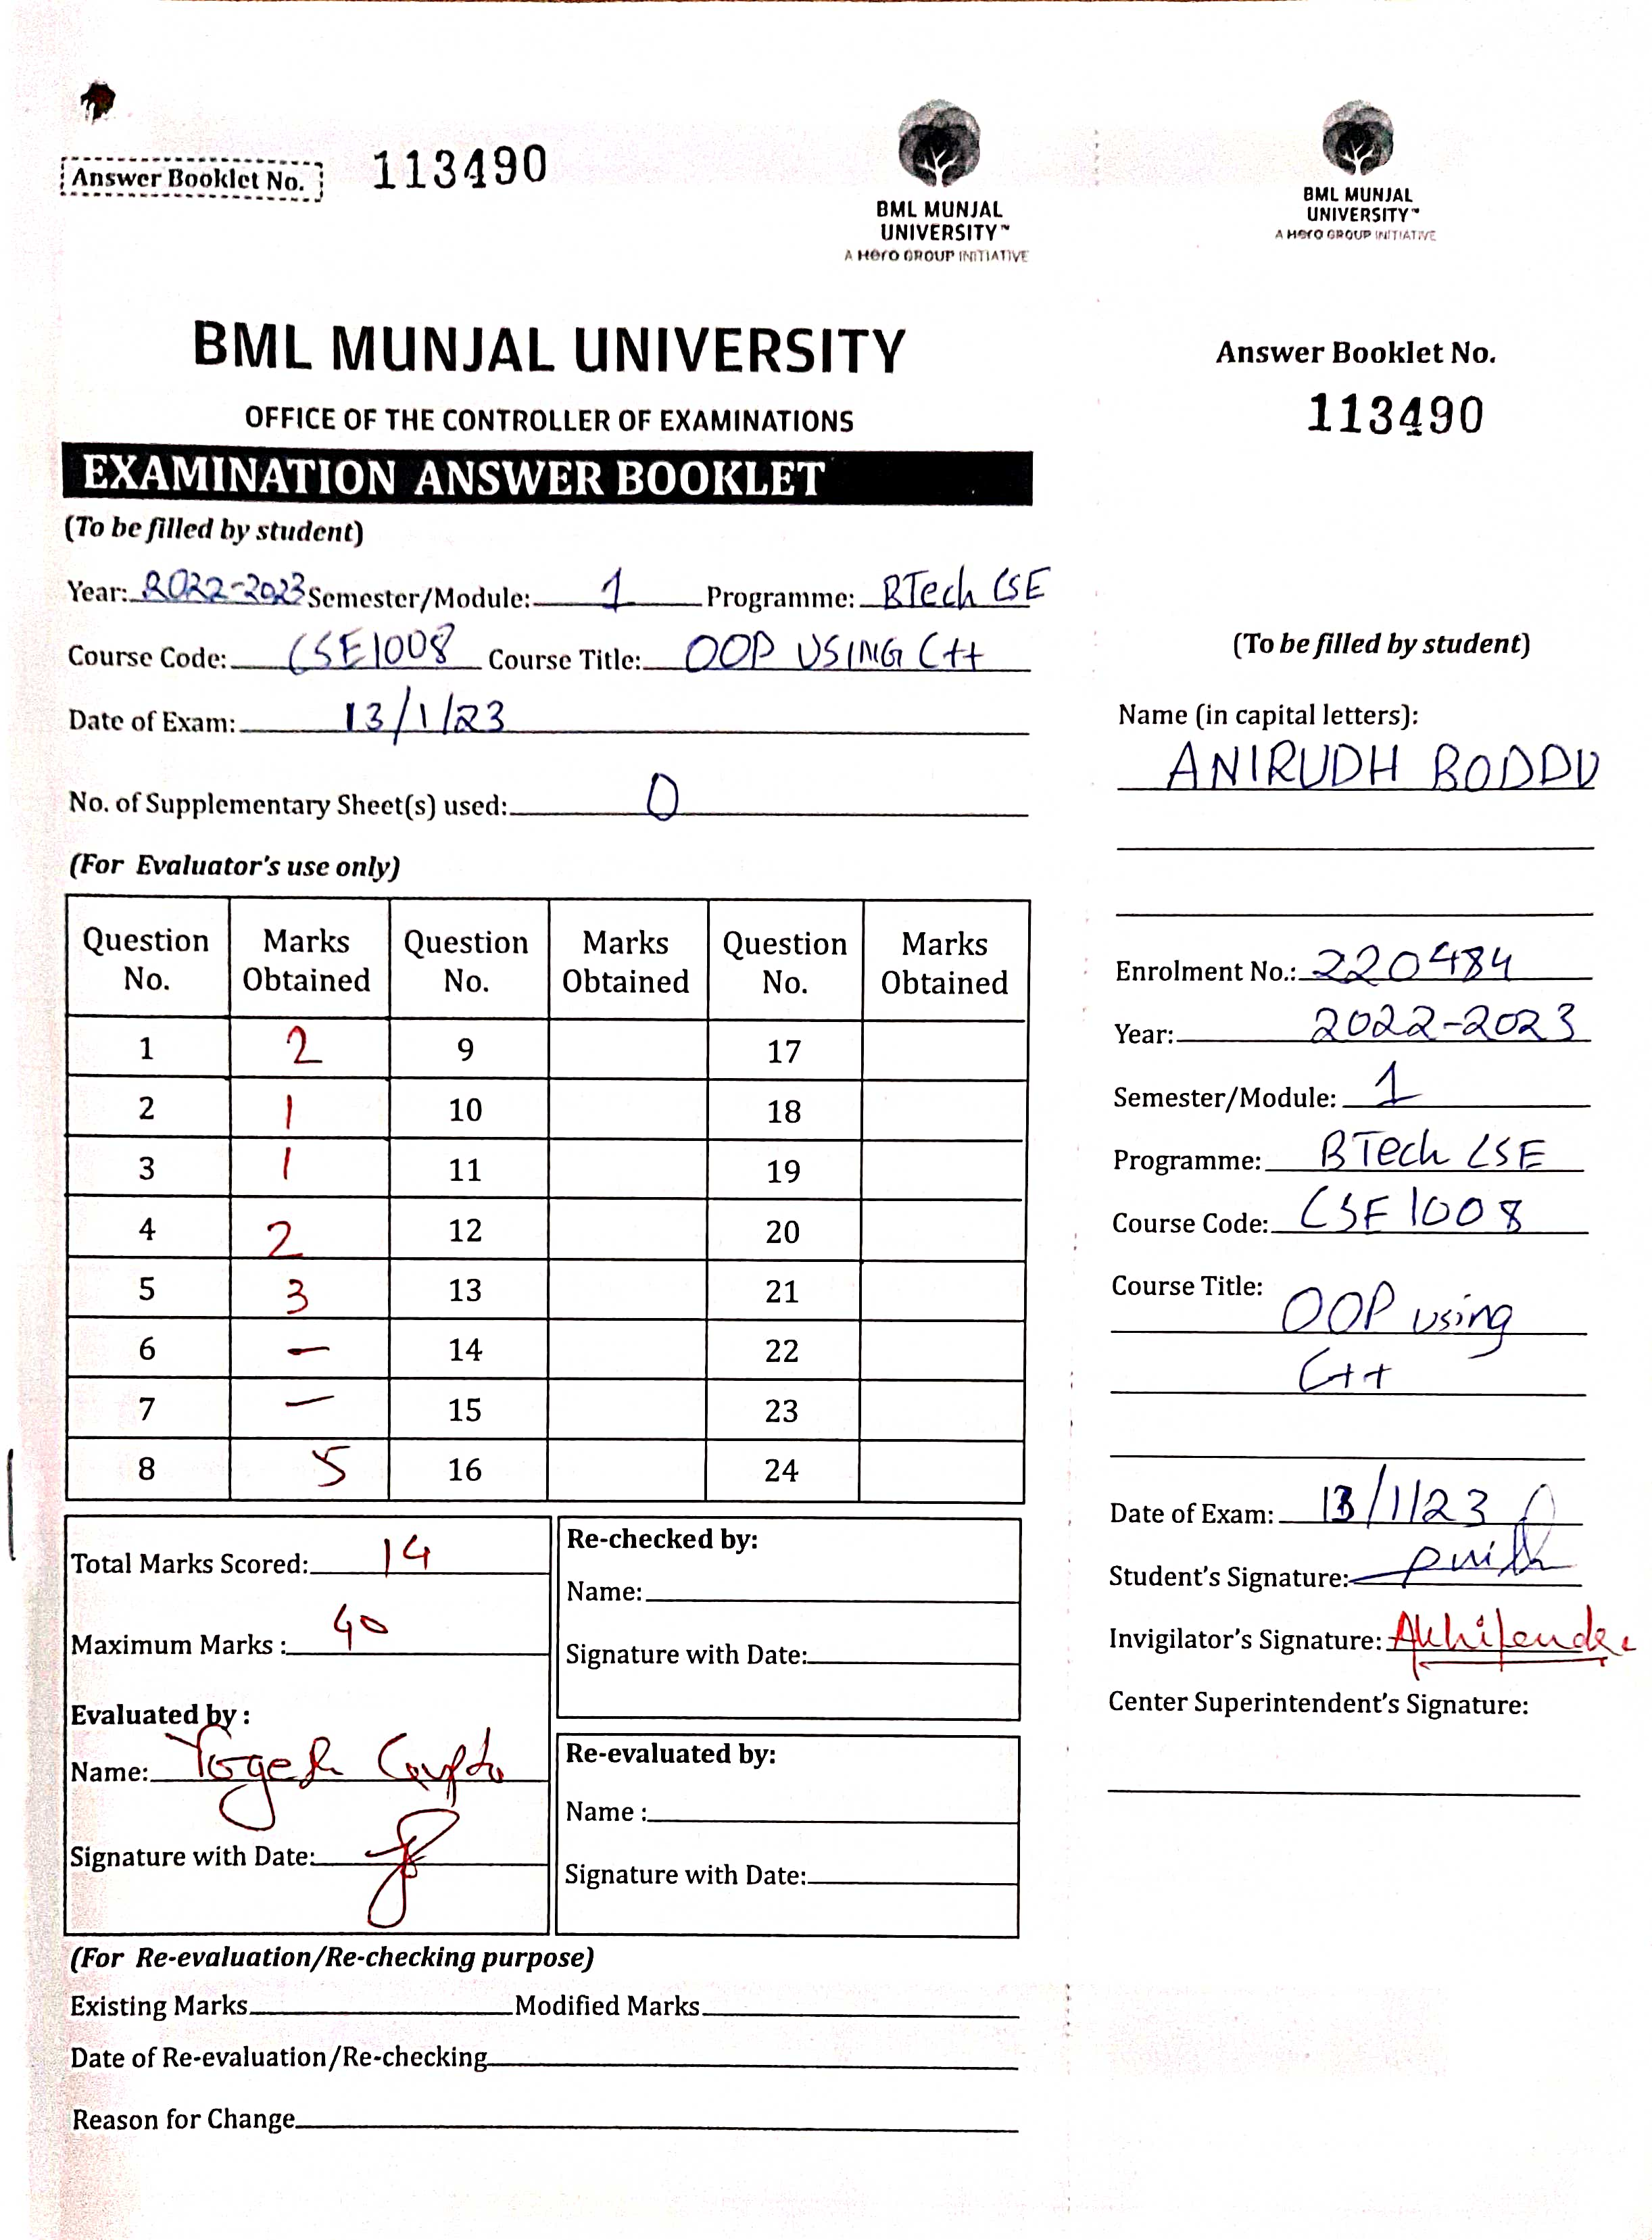 Answer Booklet No. 113490
BML MUNJAL
UNIVERSITY™
A Hero GROUP INITIATIVE
BML MUNJAL
UNIVERSITY™
A Hero GROUP INITIATIVE
BML MUNJAL UNIVERSITY
OFFICE OF THE CONTROLLER OF EXAMINATIONS
EXAMINATION ANSWER BOOKLET
(To be filled by student)
Year: 2022-2023 Semester/Module: 1 Programme: BTech CSE
Course Code: CSE1008 Course Title: OOP USING C++
Date of Exam: 13/1/23
No. of Supplementary Sheet(s) used: 0
(For Evaluator's use only)
Question No. Marks Obtained Question No. Marks Obtained Question No. Marks Obtained
1 2 9 17
2 1 10 18
3 1 11 19
4 2 12 20
5 3 13 21
6 – 14 22
7 – 15 23
8 5 16 24
Total Marks Scored: 14
Maximum Marks : 40
Evaluated by :
Name: Yogesh Gupta
Signature with Date:
Re-checked by:
Name:
Signature with Date:
Re-evaluated by:
Name :
Signature with Date:
(For Re-evaluation/Re-checking purpose)
Existing Marks Modified Marks
Date of Re-evaluation/Re-checking
Reason for Change
Answer Booklet No.
113490
(To be filled by student)
Name (in capital letters):
ANIRUDH BODDU
Enrolment No.: 220484
Year: 2022-2023
Semester/Module: 1
Programme: BTech CSE
Course Code: CSE1008
Course Title:
OOP using
C++
Date of Exam: 13/1/23
Student's Signature:
Invigilator's Signature:
Center Superintendent's Signature: